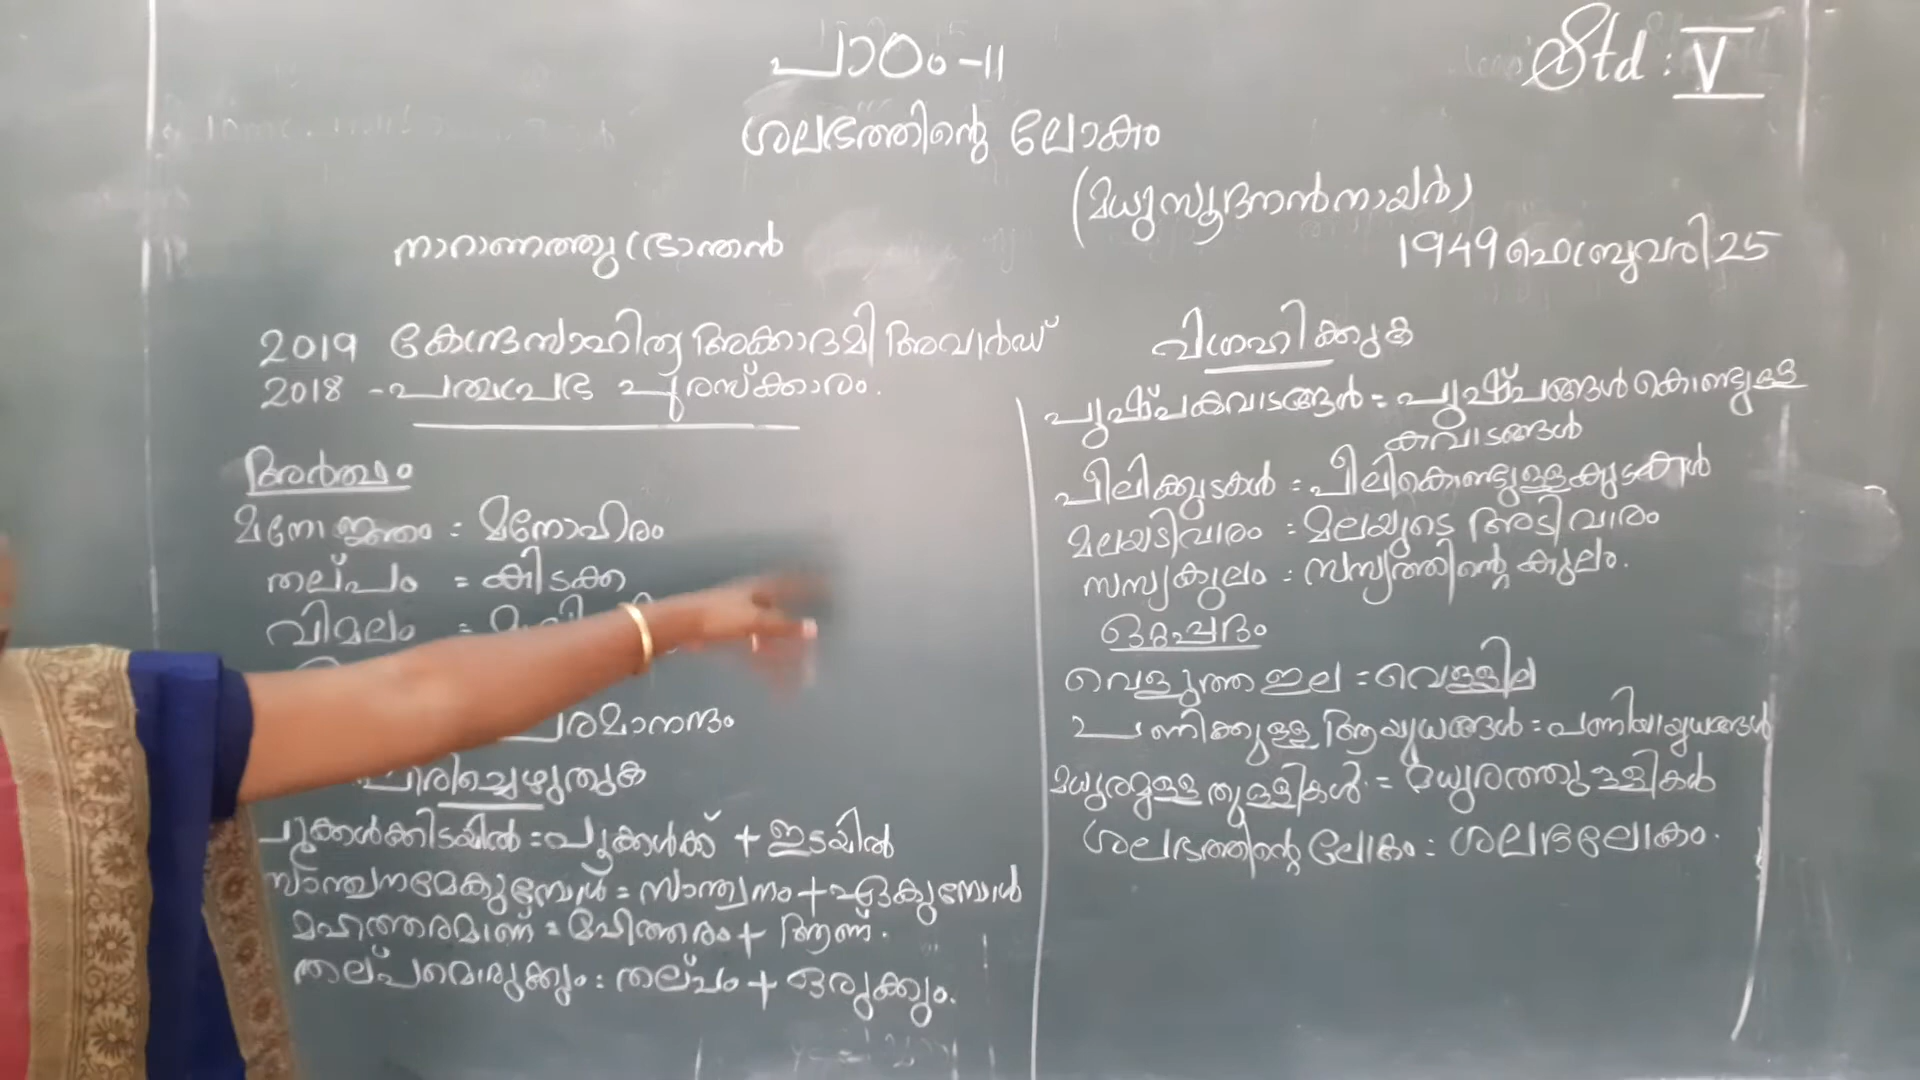 പാഠം -11
Std : V
ശലഭത്തിന്റെ ലോകം
(മധുസൂദനൻ നായർ)
1949 ഫെബ്രുവരി 25
നാറാണത്തു ഭ്രാന്തൻ
2019 കേന്ദ്രസാഹിത്യ അക്കാദമി അവാർഡ്
2018 - പത്മപ്രഭ പുരസ്ക്കാരം.
അർത്ഥം
മനോജ്ഞം = മനോഹരം
തല്പം = കിടക്ക
വിമലം =
പരമാനന്ദം
പിരിച്ചെഴുതുക
പൂക്കൾക്കിടയിൽ = പൂക്കൾക്ക് + ഇടയിൽ
സാന്ത്വനമേകുമ്പോൾ = സാന്ത്വനം + ഏകുമ്പോൾ
മഹത്തരമാണ് = മഹത്തരം + ആണ്.
തല്പമൊരുക്കും : തല്പം + ഒരുക്കും.
വിഗ്രഹിക്കുക
പുഷ്പകവാടങ്ങൾ = പുഷ്പങ്ങൾ കൊണ്ടുള്ള
കവാടങ്ങൾ
പീലിക്കുടകൾ = പീലികൊണ്ടുള്ള കുടകൾ
മലയടിവാരം = മലയുടെ അടിവാരം
സസ്യകുലം = സസ്യത്തിന്റെ കുലം.
ഒറ്റപ്പദം
വെളുത്ത ഇല = വെള്ളില
പണിക്കുള്ള ആയുധങ്ങൾ = പണിയായുധങ്ങൾ
മധുരമുള്ള തുള്ളികൾ. = മധുരത്തുള്ളികൾ
ശലഭത്തിന്റെ ലോകം : ശലഭലോകം.